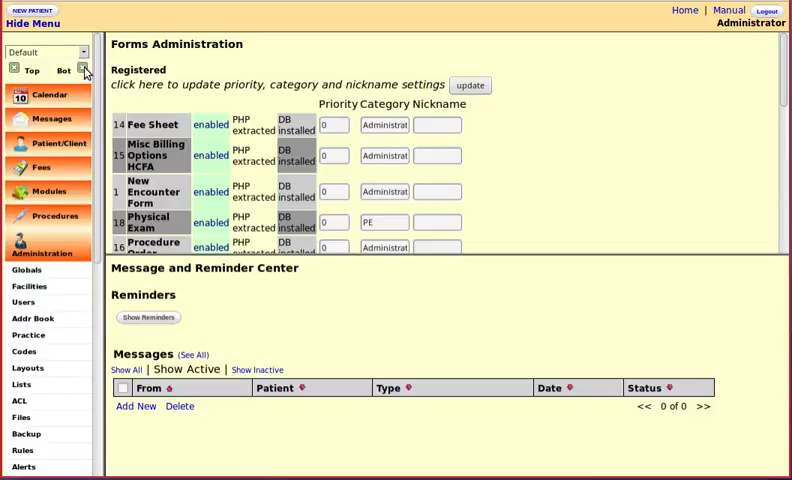 NEW PATIENT
Hide Menu
Home | Manual Logout
Administrator
Default
Top Bot
10 Calendar
Messages
Patient/Client
Fees
Modules
Procedures
Administration
Globals
Facilities
Users
Addr Book
Practice
Codes
Layouts
Lists
ACL
Files
Backup
Rules
Alerts
Forms Administration
Registered
click here to update priority, category and nickname settings update
Priority Category Nickname
14 Fee Sheet enabled PHP extracted DB installed 0 Administrat
15 Misc Billing Options HCFA enabled PHP extracted DB installed 0 Administrat
1 New Encounter Form enabled PHP extracted DB installed 0 Administrat
18 Physical Exam enabled PHP extracted DB installed 0 PE
16 Procedure Order enabled PHP extracted DB installed 0 Administrat
Message and Reminder Center
Reminders
Show Reminders
Messages (See All)
Show All | Show Active | Show Inactive
From Patient Type Date Status
Add New Delete << 0 of 0 >>